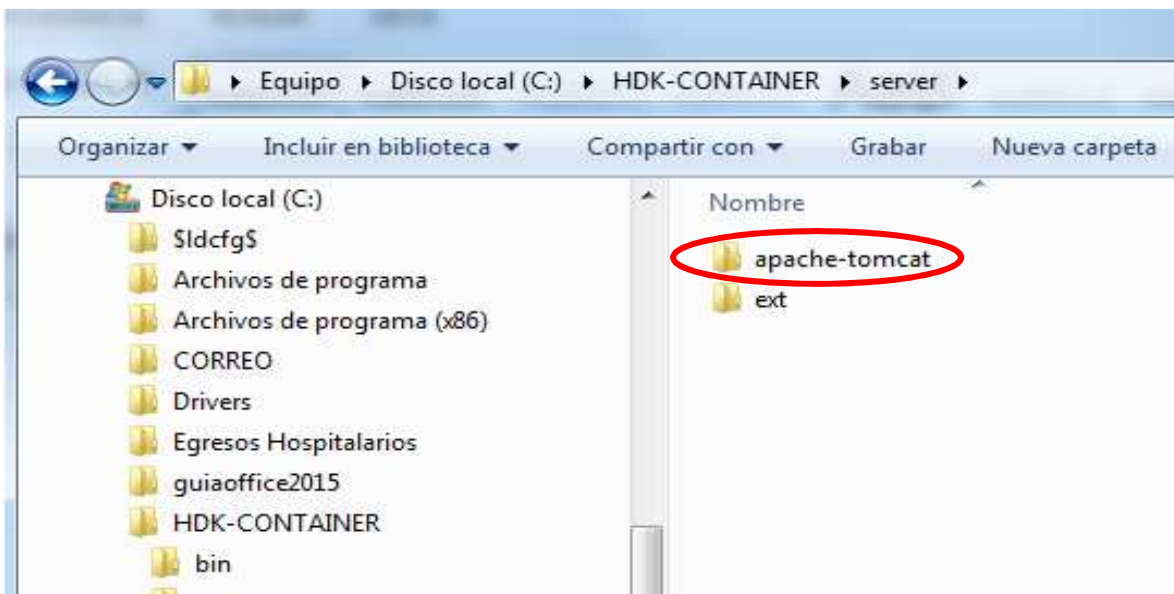 Equipo Disco local (C:) HDK-CONTAINER server
Organizar Incluir en biblioteca Compartir con Grabar Nueva carpeta
Disco local (C:)
$ldcfg$
Archivos de programa
Archivos de programa (x86)
CORREO
Drivers
Egresos Hospitalarios
guiaoffice2015
HDK-CONTAINER
bin
Nombre
apache-tomcat
ext